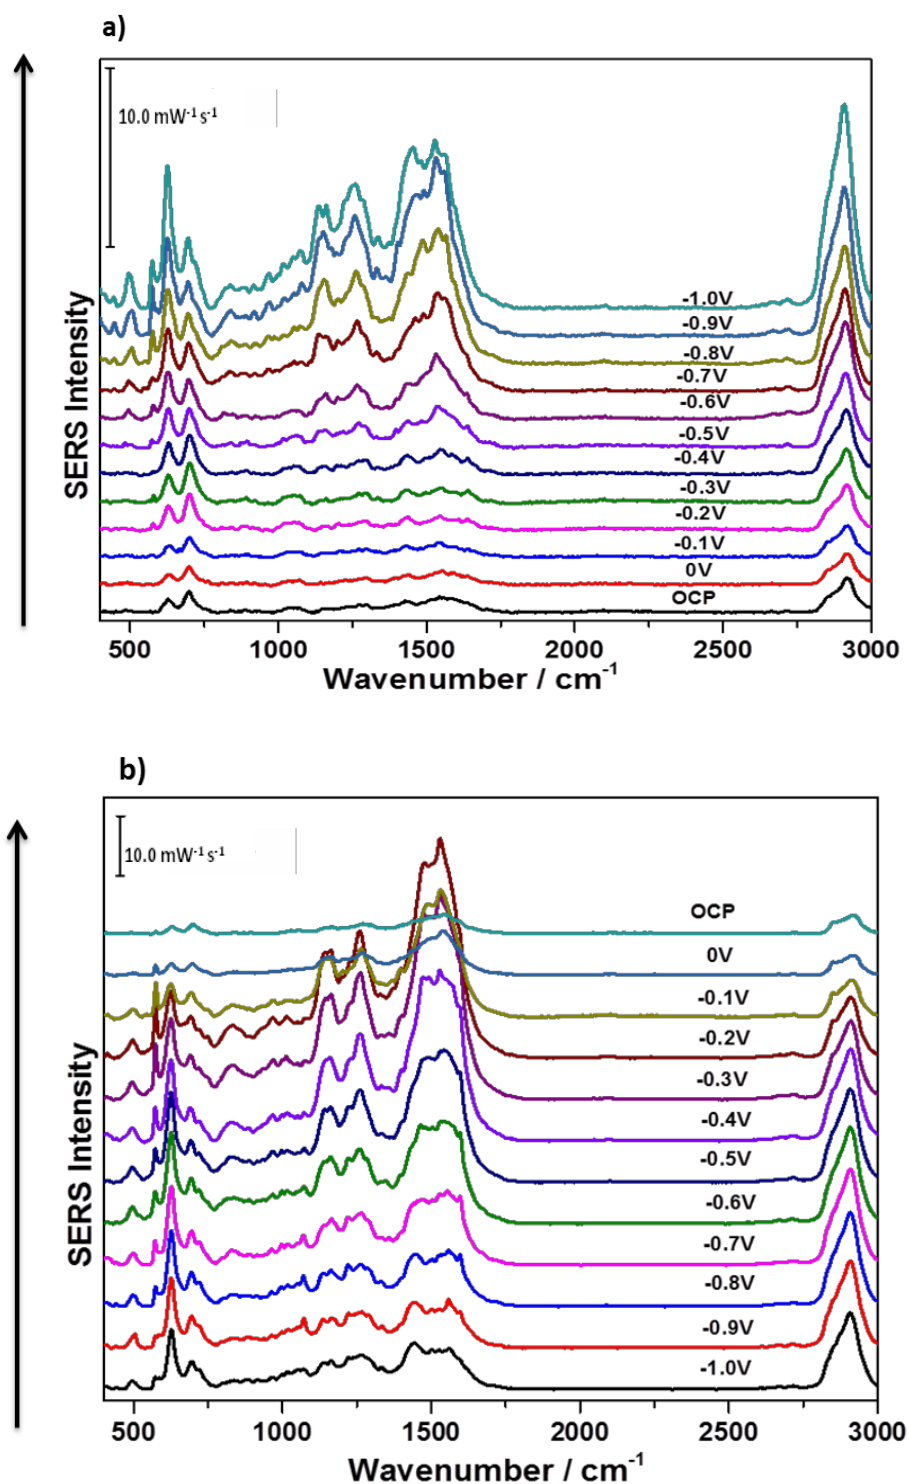 a)
10.0 mW-1 s-1
SERS Intensity
-1.0V
-0.9V
-0.8V
-0.7V
-0.6V
-0.5V
-0.4V
-0.3V
-0.2V
-0.1V
0V
OCP
500 1000 1500 2000 2500 3000
Wavenumber / cm-1
b)
10.0 mW-1 s-1
SERS Intensity
OCP
0V
-0.1V
-0.2V
-0.3V
-0.4V
-0.5V
-0.6V
-0.7V
-0.8V
-0.9V
-1.0V
500 1000 1500 2000 2500 3000
Wavenumber / cm-1